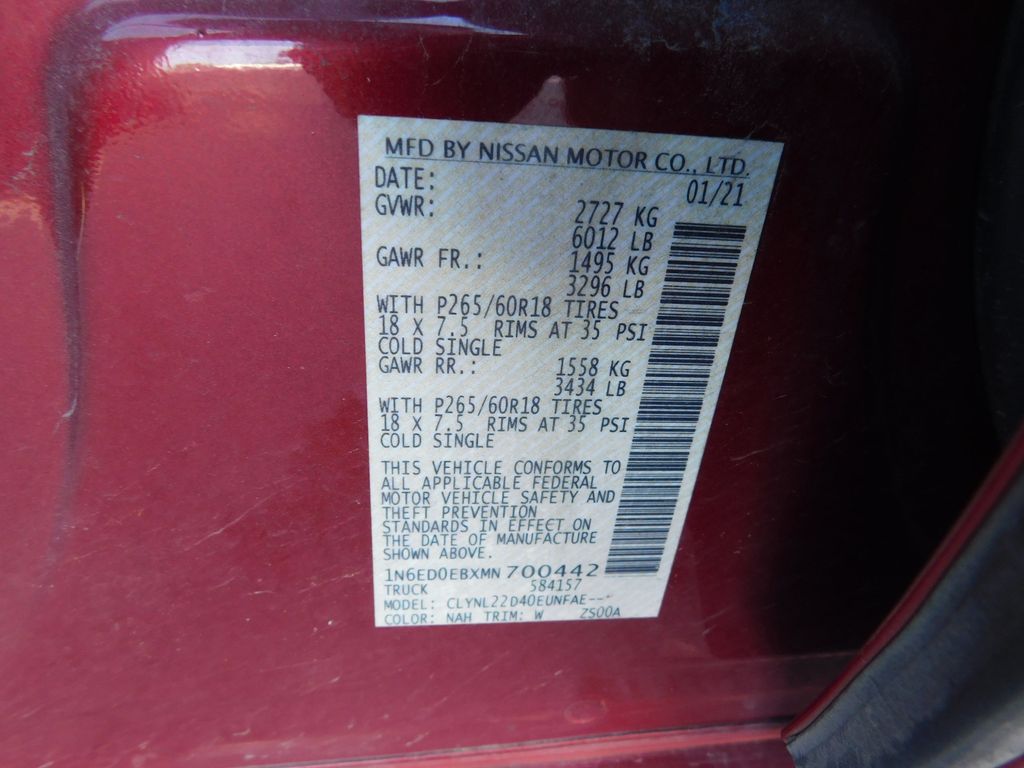 MFD BY NISSAN MOTOR CO., LTD.
DATE: 01/21
GVWR: 2727 KG
6012 LB
GAWR FR.: 1495 KG
3296 LB
WITH P265/60R18 TIRES
18 X 7.5 RIMS AT 35 PSI
COLD SINGLE
GAWR RR.: 1558 KG
3434 LB
WITH P265/60R18 TIRES
18 X 7.5 RIMS AT 35 PSI
COLD SINGLE
THIS VEHICLE CONFORMS TO
ALL APPLICABLE FEDERAL
MOTOR VEHICLE SAFETY AND
THEFT PREVENTION
STANDARDS IN EFFECT ON
THE DATE OF MANUFACTURE
SHOWN ABOVE.
1N6ED0EBXMN 700442
TRUCK 584157
MODEL: CLYNL22D40EUNFAE---
COLOR: NAH TRIM: W ZS00A